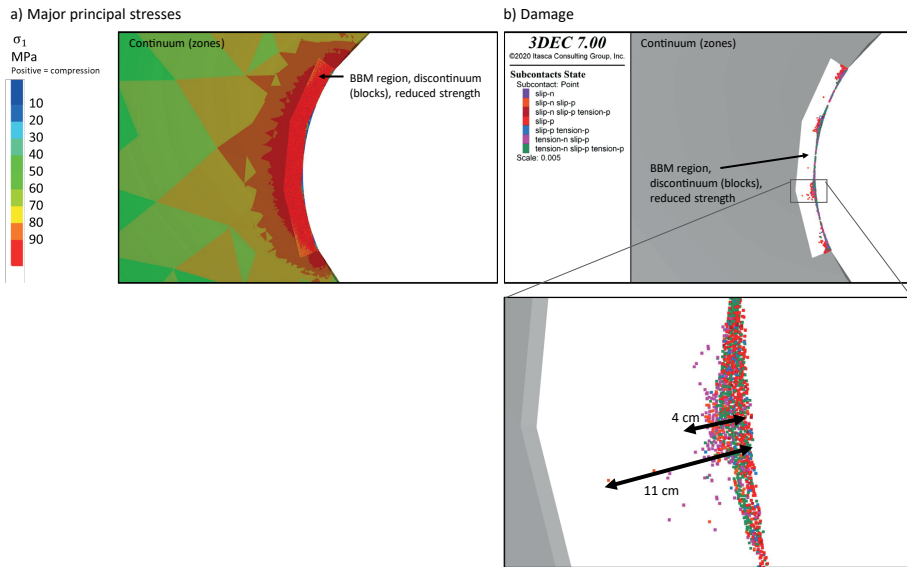 a) Major principal stresses
σ1
MPa
Positive = compression
10
20
30
40
50
60
70
80
90
Continuum (zones)
BBM region, discontinuum
(blocks), reduced strength
b) Damage
3DEC 7.00
©2020 Itasca Consulting Group, Inc.
Subcontacts State
Subcontact: Point
slip-n
slip-n slip-p
slip-n slip-p tension-p
slip-p
slip-p tension-p
tension-n slip-p
tension-n slip-p tension-p
Scale: 0.005
Continuum (zones)
BBM region,
discontinuum (blocks),
reduced strength
4 cm
11 cm